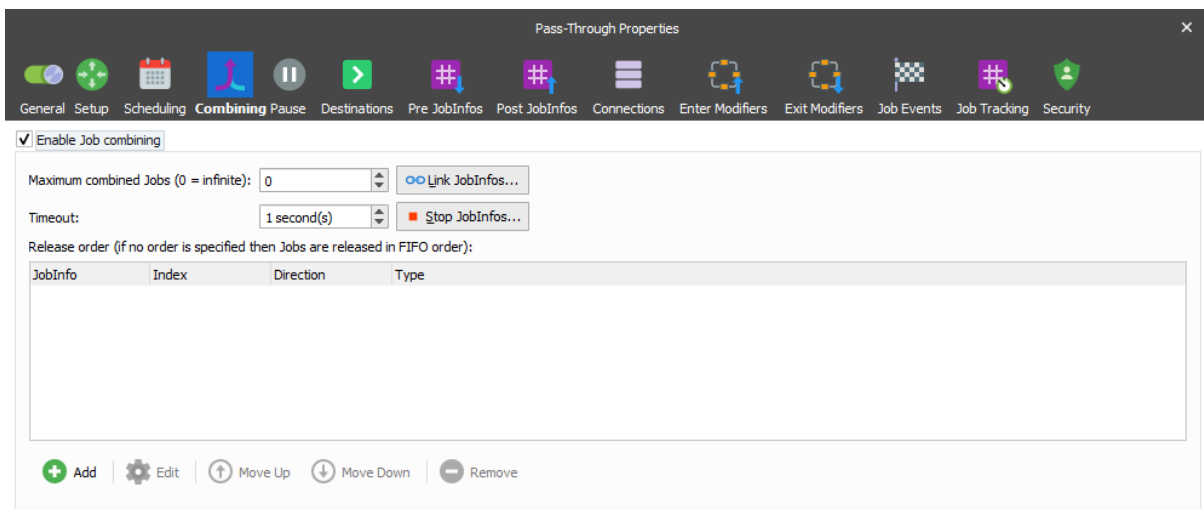 Pass-Through Properties
General Setup Scheduling Combining Pause Destinations Pre JobInfos Post JobInfos Connections Enter Modifiers Exit Modifiers Job Events Job Tracking Security
Enable Job combining
Maximum combined Jobs (0 = infinite): 0 Link JobInfos...
Timeout: 1 second(s) Stop JobInfos...
Release order (if no order is specified then Jobs are released in FIFO order):
JobInfo Index Direction Type
Add Edit Move Up Move Down Remove